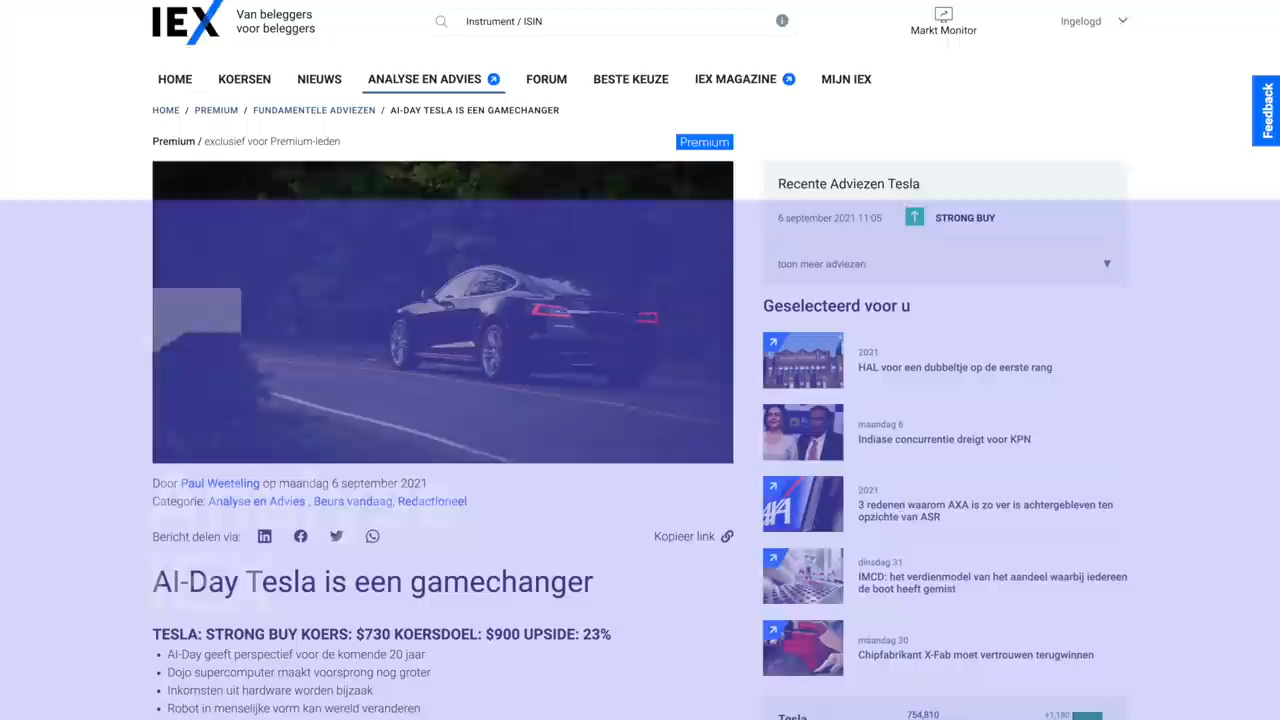 IEX
Van beleggers
voor beleggers
Instrument / ISIN
Markt Monitor
Ingelogd
HOME KOERSEN NIEUWS ANALYSE EN ADVIES FORUM BESTE KEUZE IEX MAGAZINE MIJN IEX
Feedback
HOME / PREMIUM / FUNDAMENTELE ADVIEZEN / AI-DAY TESLA IS EEN GAMECHANGER
Premium / exclusief voor Premium-leden
Premium
Door Paul Weeteling op maandag 6 september 2021
Categorie: Analyse en Advies , Beurs vandaag, Redactioneel
Bericht delen via:
Kopieer link
AI-Day Tesla is een gamechanger
TESLA: STRONG BUY KOERS: $730 KOERSDOEL: $900 UPSIDE: 23%
• AI-Day geeft perspectief voor de komende 20 jaar
• Dojo supercomputer maakt voorsprong nog groter
• Inkomsten uit hardware worden bijzaak
• Robot in menselijke vorm kan wereld veranderen
Recente Adviezen Tesla
6 september 2021 11:05 STRONG BUY
toon meer adviezen
Geselecteerd voor u
2021
HAL voor een dubbeltje op de eerste rang
maandag 6
Indiase concurrentie dreigt voor KPN
AXA
2021
3 redenen waarom AXA is zo ver is achtergebleven ten
opzichte van ASR
dinsdag 31
IMCD: het verdienmodel van het aandeel waarbij iedereen
de boot heeft gemist
maandag 30
Chipfabrikant X-Fab moet vertrouwen terugwinnen
Tesla 754,810 +1,180